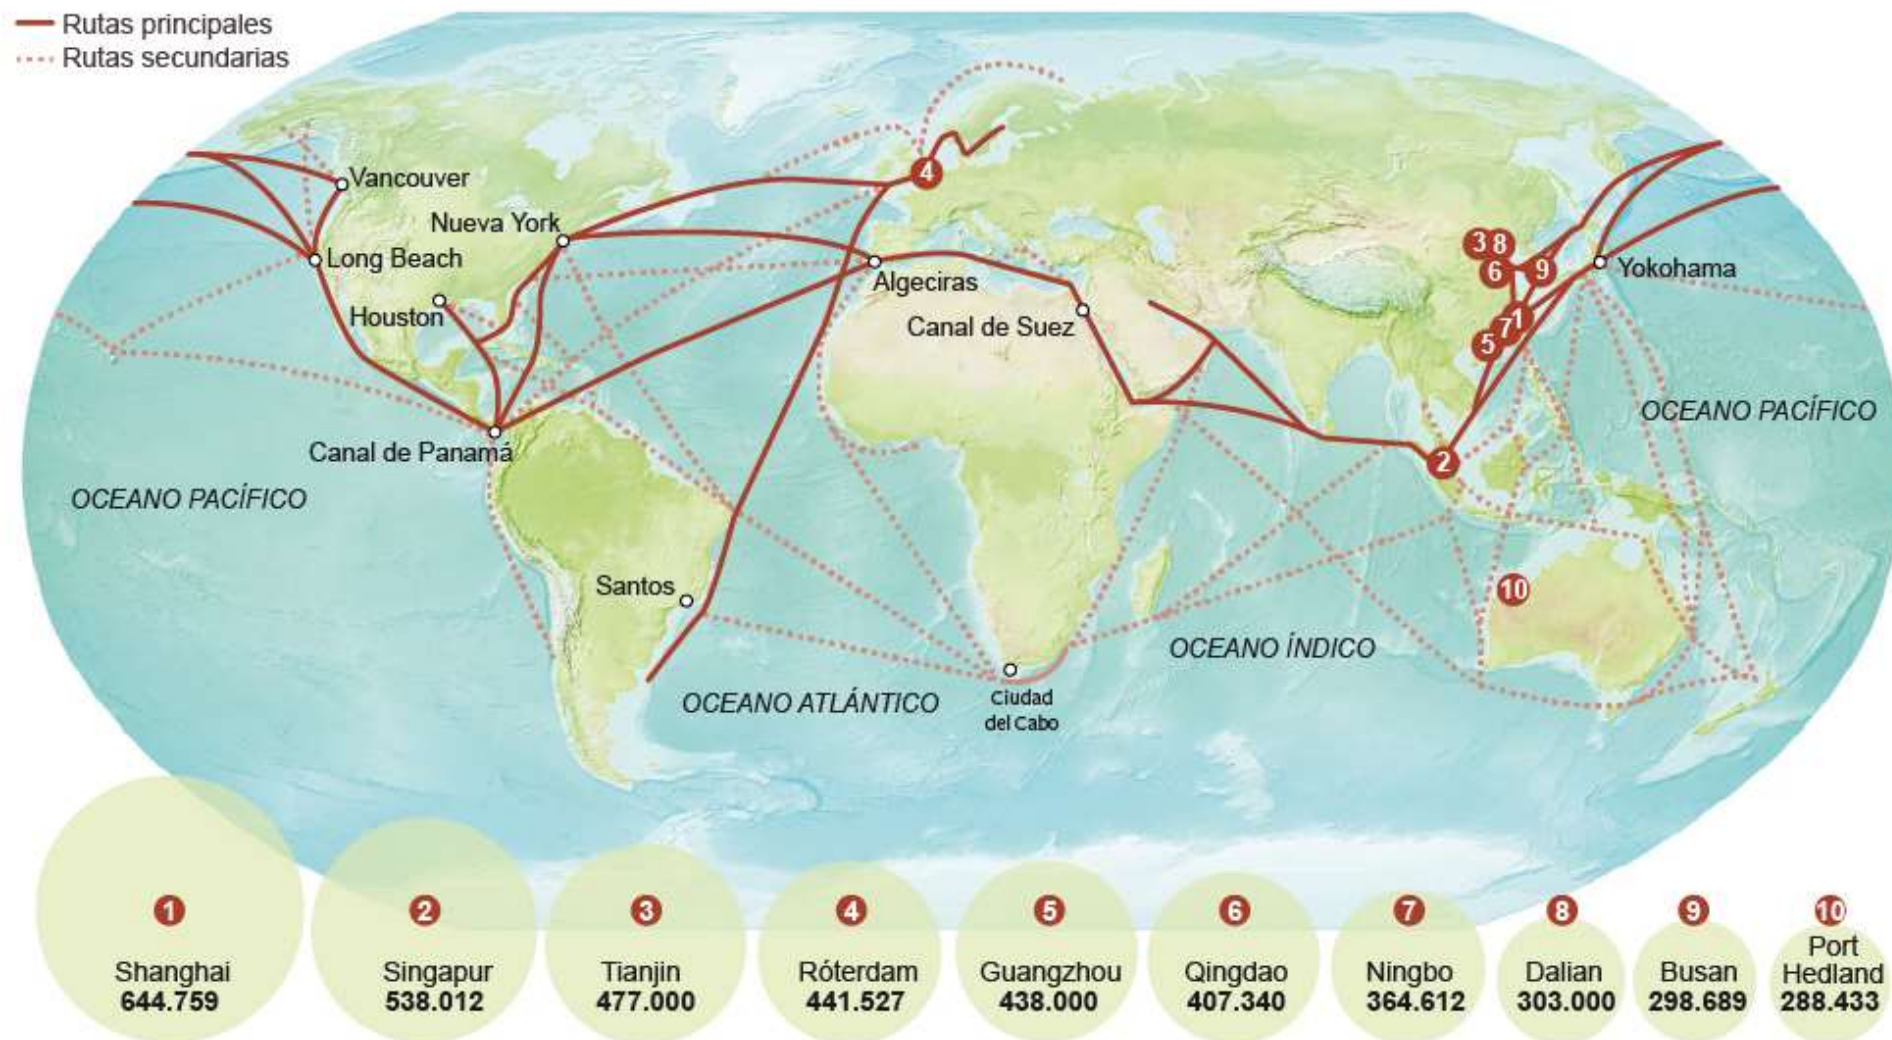 Rutas principales
Rutas secundarias
Vancouver
Nueva York
Long Beach
Houston
Canal de Panamá
Algeciras
Canal de Suez
Yokohama
4
3
8
6
9
1
7
5
2
10
OCEANO PACÍFICO
OCEANO PACÍFICO
Santos
OCEANO ÍNDICO
OCEANO ATLÁNTICO
Ciudad
del Cabo
1
Shanghai
644.759
2
Singapur
538.012
3
Tianjin
477.000
4
Róterdam
441.527
5
Guangzhou
438.000
6
Qingdao
407.340
7
Ningbo
364.612
8
Dalian
303.000
9
Busan
298.689
10
Port
Hedland
288.433